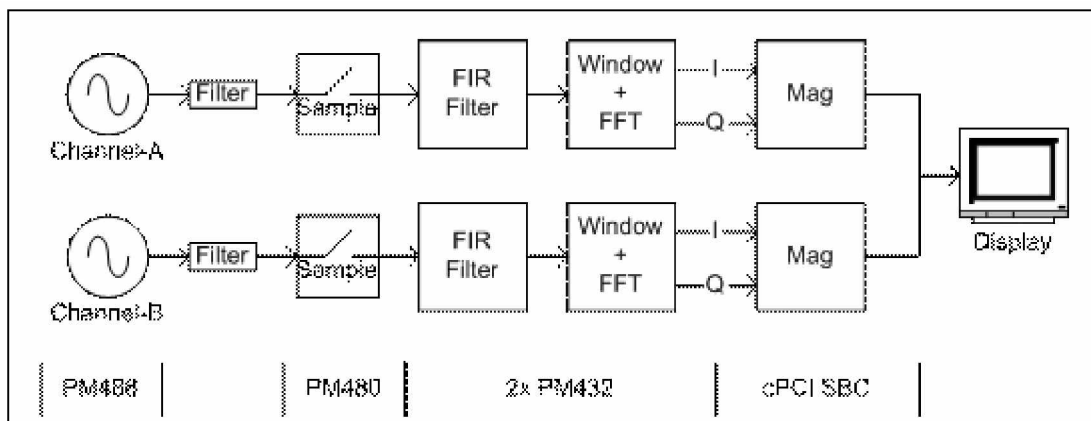 Channel-A
Filter
Sample
FIR
Filter
Window
+
FFT
I
Q
Mag
Display
Channel-B
Filter
Sample
FIR
Filter
Window
+
FFT
I
Q
Mag
PM480
2x PM432
cPCI SBC